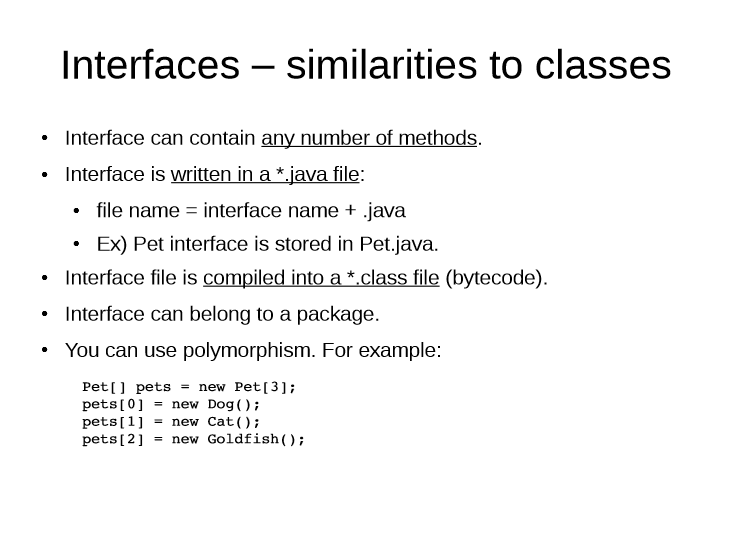 Interfaces – similarities to classes
• Interface can contain any number of methods.
• Interface is written in a *.java file:
• file name = interface name + .java
• Ex) Pet interface is stored in Pet.java.
• Interface file is compiled into a *.class file (bytecode).
• Interface can belong to a package.
• You can use polymorphism. For example:
Pet[] pets = new Pet[3];
pets[0] = new Dog();
pets[1] = new Cat();
pets[2] = new Goldfish();